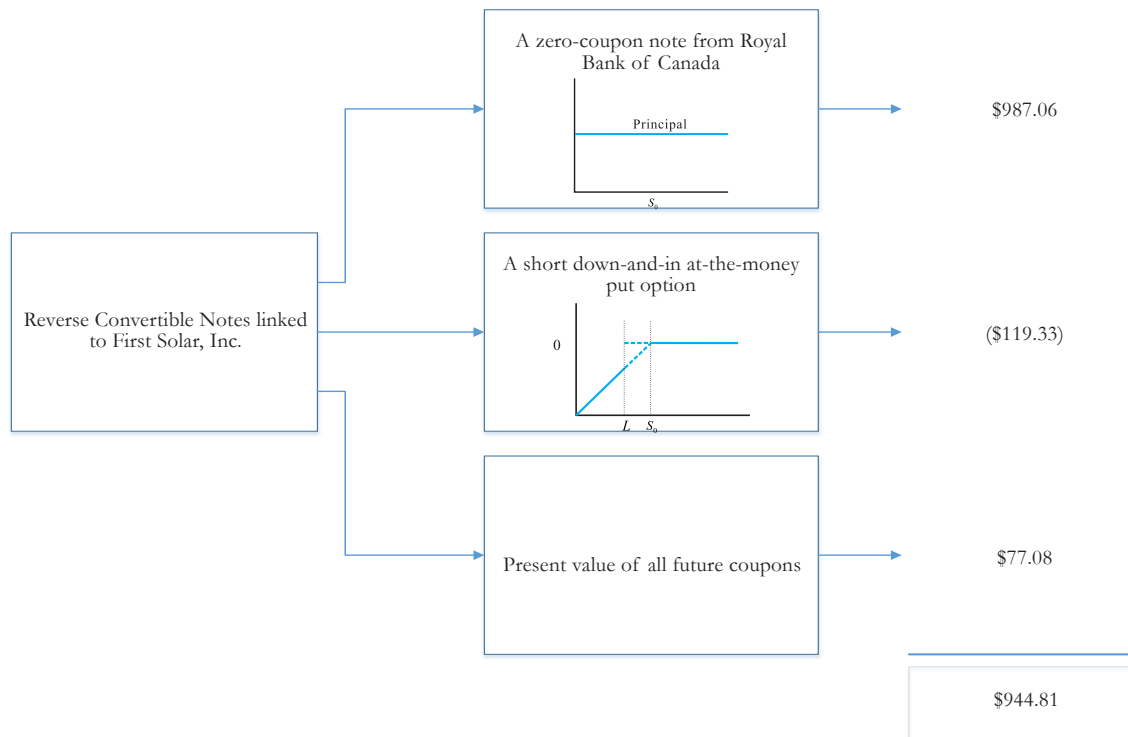 A zero-coupon note from Royal
Bank of Canada
Principal
S₀
$987.06
Reverse Convertible Notes linked
to First Solar, Inc.
A short down-and-in at-the-money
put option
0
L S₀
($119.33)
Present value of all future coupons
$77.08
$944.81